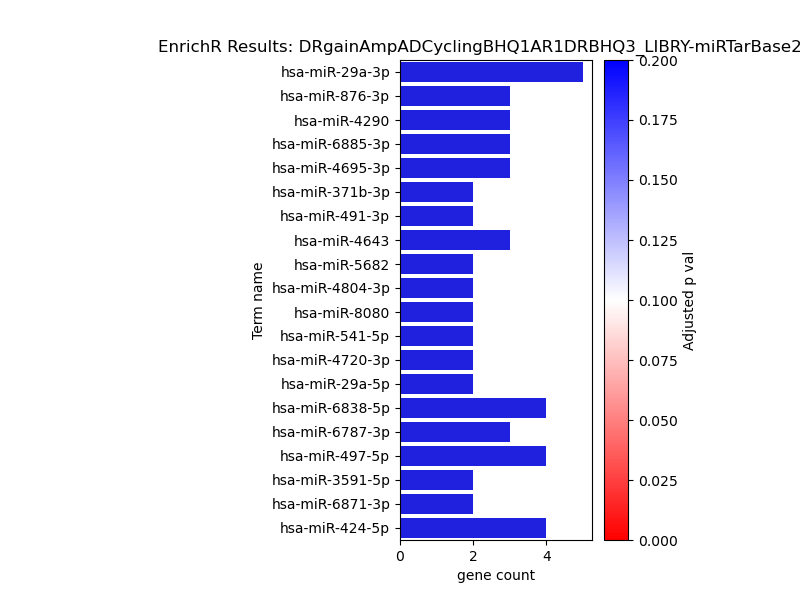 EnrichR Results: DRgainAmpADCyclingBHQ1AR1DRBHQ3_LIBRY-miRTarBase2
hsa-miR-29a-3p
hsa-miR-876-3p
hsa-miR-4290
hsa-miR-6885-3p
hsa-miR-4695-3p
hsa-miR-371b-3p
hsa-miR-491-3p
hsa-miR-4643
hsa-miR-5682
hsa-miR-4804-3p
hsa-miR-8080
hsa-miR-541-5p
hsa-miR-4720-3p
hsa-miR-29a-5p
hsa-miR-6838-5p
hsa-miR-6787-3p
hsa-miR-497-5p
hsa-miR-3591-5p
hsa-miR-6871-3p
hsa-miR-424-5p
Term name
0 2 4
gene count
0.200
0.175
0.150
0.125
0.100
0.075
0.050
0.025
0.000
Adjusted p val